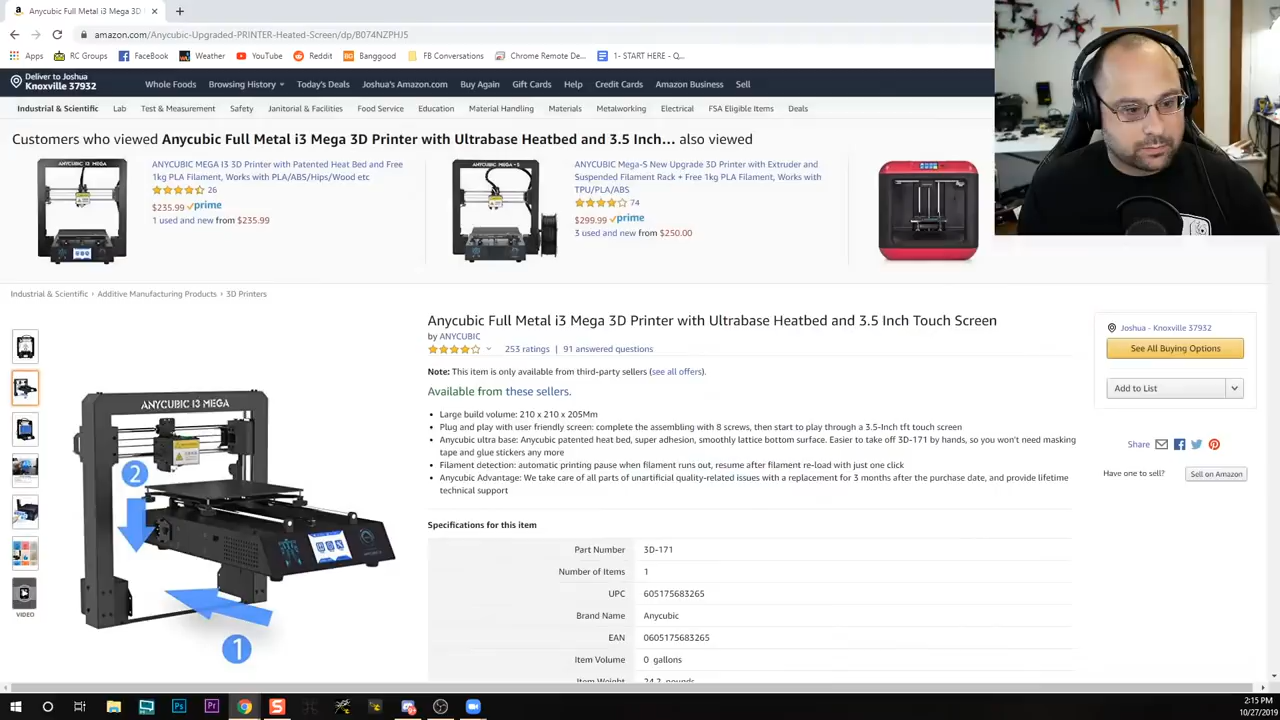 Anycubic Full Metal i3 Mega 3D
amazon.com/Anycubic-Upgraded-PRINTER-Heated-Screen/dp/B074NZPHJ5
Apps RC Groups FaceBook Weather YouTube Reddit Banggood FB Conversations Chrome Remote De... 1- START HERE - Q...
Deliver to Joshua
Knoxville 37932
Whole Foods Browsing History Today's Deals Joshua's Amazon.com Buy Again Gift Cards Help Credit Cards Amazon Business Sell
Industrial & Scientific Lab Test & Measurement Safety Janitorial & Facilities Food Service Education Material Handling Materials Metalworking Electrical FSA Eligible Items Deals
Customers who viewed Anycubic Full Metal i3 Mega 3D Printer with Ultrabase Heatbed and 3.5 Inch... also viewed
ANYCUBIC I3 MEGA
ANYCUBIC MEGA I3 3D Printer with Patented Heat Bed and Free
1kg PLA Filament, Works with PLA/ABS/Hips/Wood etc
26
$235.99 prime
1 used and new from $235.99
ANYCUBIC MEGA-S
ANYCUBIC Mega-S New Upgrade 3D Printer with Extruder and
Suspended Filament Rack + Free 1kg PLA Filament, Works with
TPU/PLA/ABS
74
$299.99 prime
3 used and new from $250.00
Industrial & Scientific › Additive Manufacturing Products › 3D Printers
Anycubic Full Metal i3 Mega 3D Printer with Ultrabase Heatbed and 3.5 Inch Touch Screen
by ANYCUBIC
253 ratings | 91 answered questions
Note: This item is only available from third-party sellers (see all offers).
Available from these sellers.
• Large build volume: 210 x 210 x 205Mm
• Plug and play with user friendly screen: complete the assembling with 8 screws, then start to play through a 3.5-Inch tft touch screen
• Anycubic ultra base: Anycubic patented heat bed, super adhesion, smoothly lattice bottom surface. Easier to take off 3D-171 by hands, so you won't need masking
tape and glue stickers any more
• Filament detection: automatic printing pause when filament runs out, resume after filament re-load with just one click
• Anycubic Advantage: We take care of all parts of unartificial quality-related issues with a replacement for 3 months after the purchase date, and provide lifetime
technical support
Specifications for this item
Part Number 3D-171
Number of Items 1
UPC 605175683265
Brand Name Anycubic
EAN 0605175683265
Item Volume 0 gallons
Item Weight 24.2 pounds
VIDEO
ANYCUBIC I3 MEGA
2
1
Joshua - Knoxville 37932
See All Buying Options
Add to List
Share
Have one to sell? Sell on Amazon
2:15 PM
10/27/2019